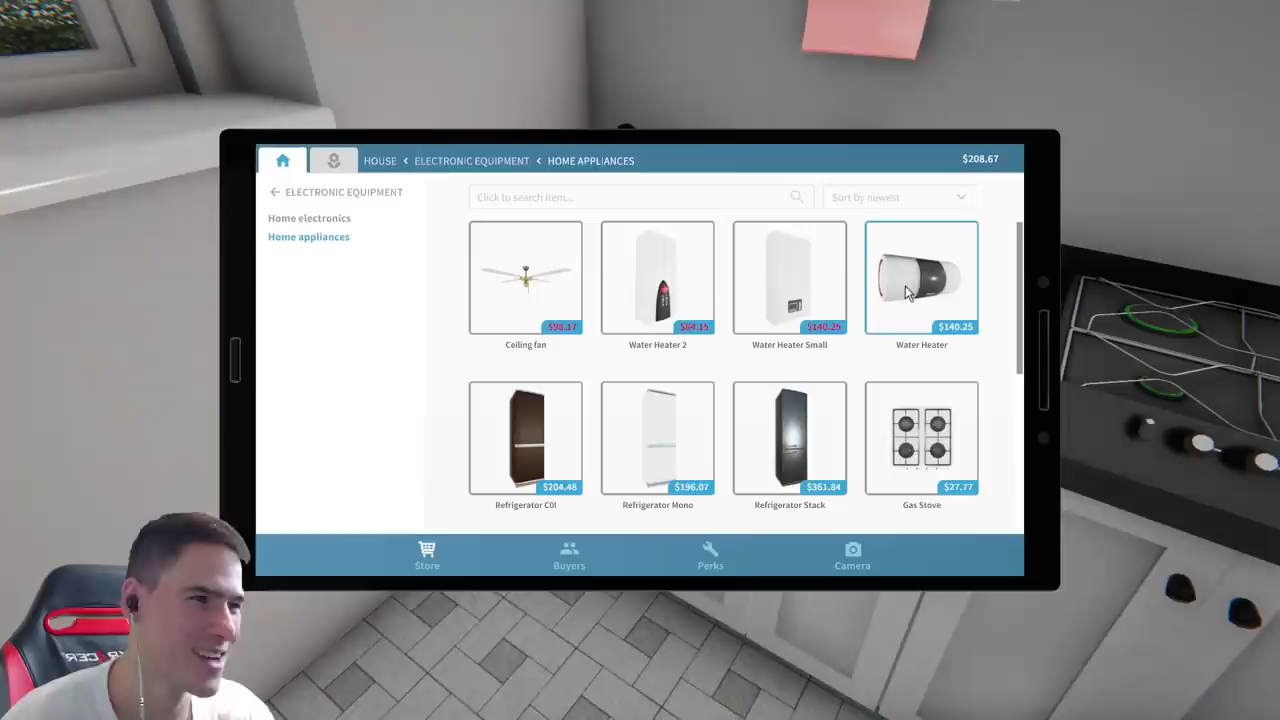 HOUSE < ELECTRONIC EQUIPMENT < HOME APPLIANCES $208.67
← ELECTRONIC EQUIPMENT
Home electronics
Home appliances
Click to search item... Sort by newest
$98.17 $84.15 $140.25 $140.25
Ceiling fan Water Heater 2 Water Heater Small Water Heater
$204.48 $196.07 $361.84 $27.77
Refrigerator C0l Refrigerator Mono Refrigerator Stack Gas Stove
Store Buyers Perks Camera